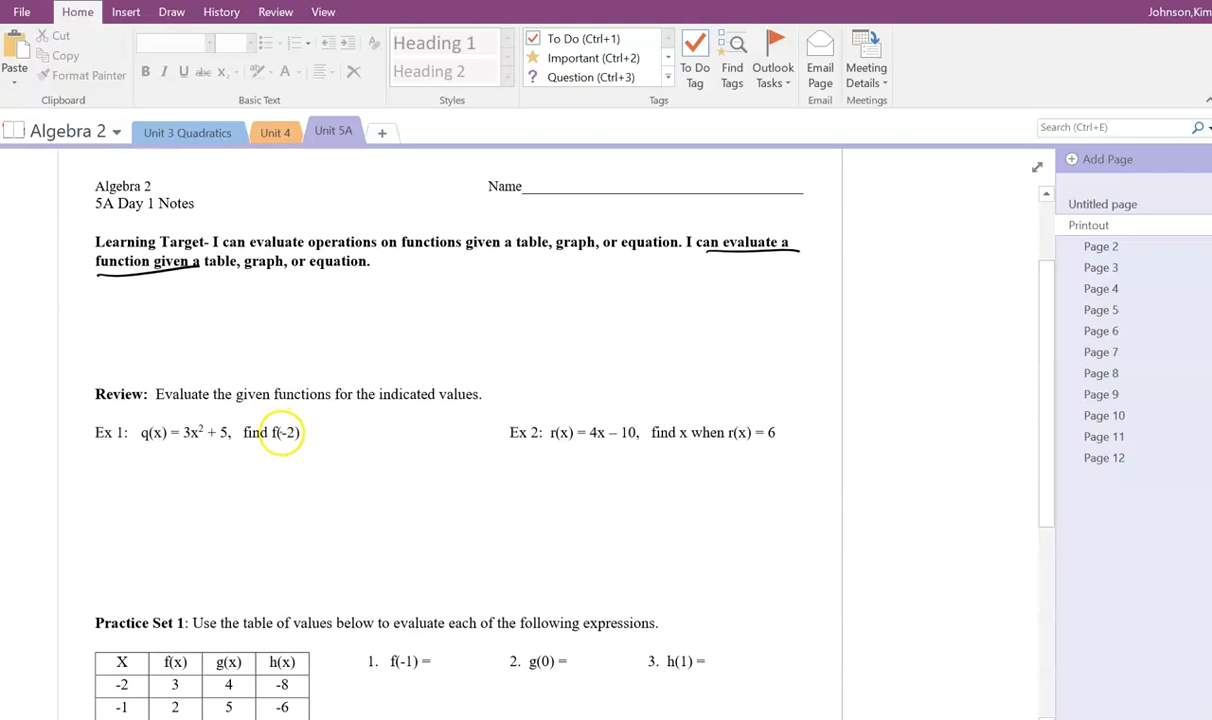 File Home Insert Draw History Review View Johnson,Kim
Paste Cut Copy Format Painter
Clipboard
B I U abc X A
Basic Text
Heading 1
Heading 2
Styles
To Do (Ctrl+1)
Important (Ctrl+2)
? Question (Ctrl+3)
To Do Tag
Find Tags
Outlook Tasks
Tags
Email Page
Email
Meeting Details
Meetings
Algebra 2 Unit 3 Quadratics Unit 4 Unit 5A + Search (Ctrl+E)
Add Page
Untitled page
Printout
Page 2
Page 3
Page 4
Page 5
Page 6
Page 7
Page 8
Page 9
Page 10
Page 11
Page 12
Algebra 2 Name______________________________
5A Day 1 Notes
Learning Target- I can evaluate operations on functions given a table, graph, or equation. I can evaluate a
function given a table, graph, or equation.
Review: Evaluate the given functions for the indicated values.
Ex 1: q(x) = 3x² + 5, find f(-2) Ex 2: r(x) = 4x – 10, find x when r(x) = 6
Practice Set 1: Use the table of values below to evaluate each of the following expressions.
X f(x) g(x) h(x)
-2 3 4 -8
-1 2 5 -6
1. f(-1) = 2. g(0) = 3. h(1) =